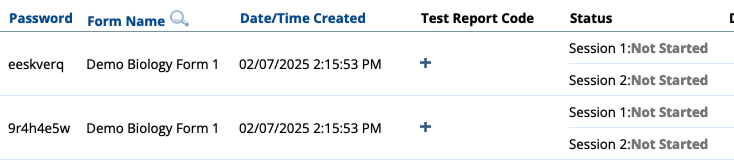 Password Form Name Date/Time Created Test Report Code Status D
eeskverq Demo Biology Form 1 02/07/2025 2:15:53 PM + Session 1:Not Started
Session 2:Not Started
9r4h4e5w Demo Biology Form 1 02/07/2025 2:15:53 PM + Session 1:Not Started
Session 2:Not Started